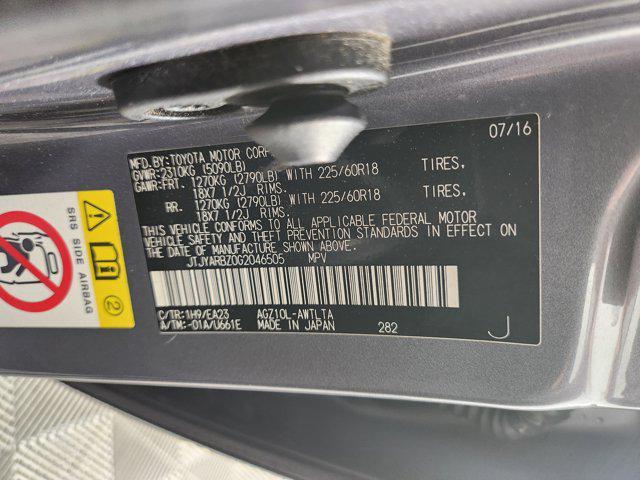 07/16
MFD.BY:TOYOTA MOTOR CORP
GVWR:2310KG (5090LB)
GAWR:FRT. 1270KG (2790LB) WITH 225/60R18 TIRES,
18X7 1/2J RIMS.
RR. 1270KG (2790LB) WITH 225/60R18 TIRES,
18X7 1/2J RIMS.
THIS VEHICLE CONFORMS TO ALL APPLICABLE FEDERAL MOTOR
VEHICLE SAFETY AND THEFT PREVENTION STANDARDS IN EFFECT ON
THE DATE OF MANUFACTURE SHOWN ABOVE.
JTJYARBZ0G2046505 MPV
C/TR:1H9/EA23 AGZ10L-AWTLTA
A/TM:-01A/U661E MADE IN JAPAN 282 J
SRS SIDE AIRBAG
2